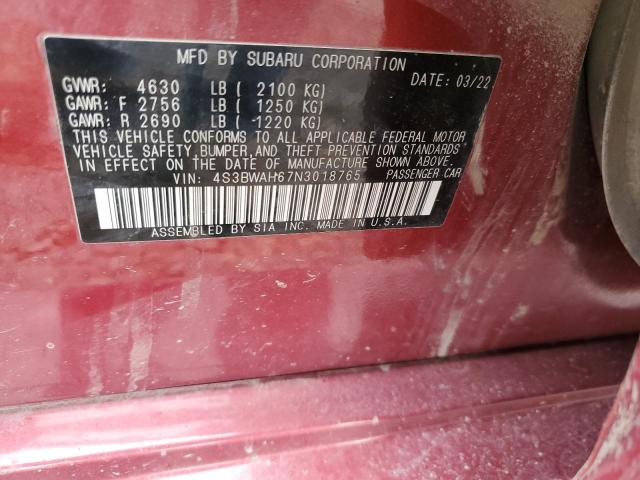 MFD BY SUBARU CORPORATION
DATE: 03/22
GVWR: 4630 LB ( 2100 KG)
GAWR: F 2756 LB ( 1250 KG)
GAWR: R 2690 LB ( 1220 KG)
THIS VEHICLE CONFORMS TO ALL APPLICABLE FEDERAL MOTOR
VEHICLE SAFETY, BUMPER, AND THEFT PREVENTION STANDARDS
IN EFFECT ON THE DATE OF MANUFACTURE SHOWN ABOVE.
VIN: 4S3BWAH67N3018765 PASSENGER CAR
ASSEMBLED BY SIA INC. MADE IN U.S.A.